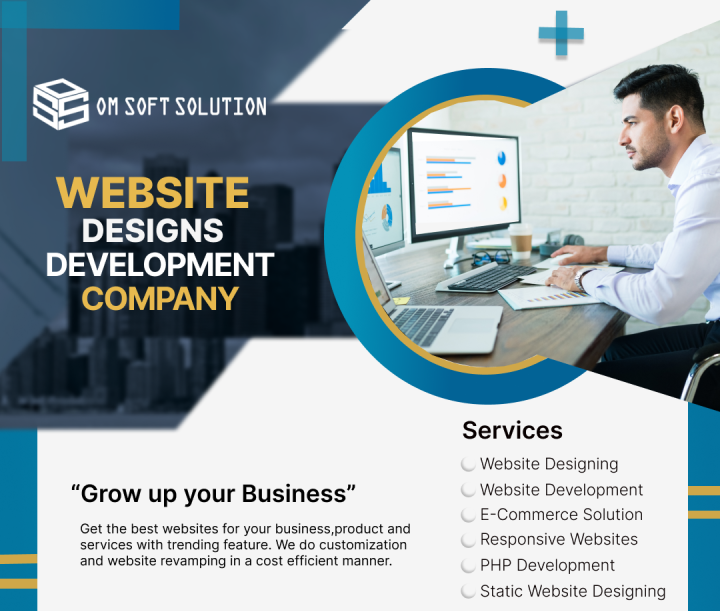 OM SOFT SOLUTION
WEBSITE
DESIGNS
DEVELOPMENT
COMPANY
“Grow up your Business”
Get the best websites for your business,product and
services with trending feature. We do customization
and website revamping in a cost efficient manner.
Services
Website Designing
Website Development
E-Commerce Solution
Responsive Websites
PHP Development
Static Website Designing